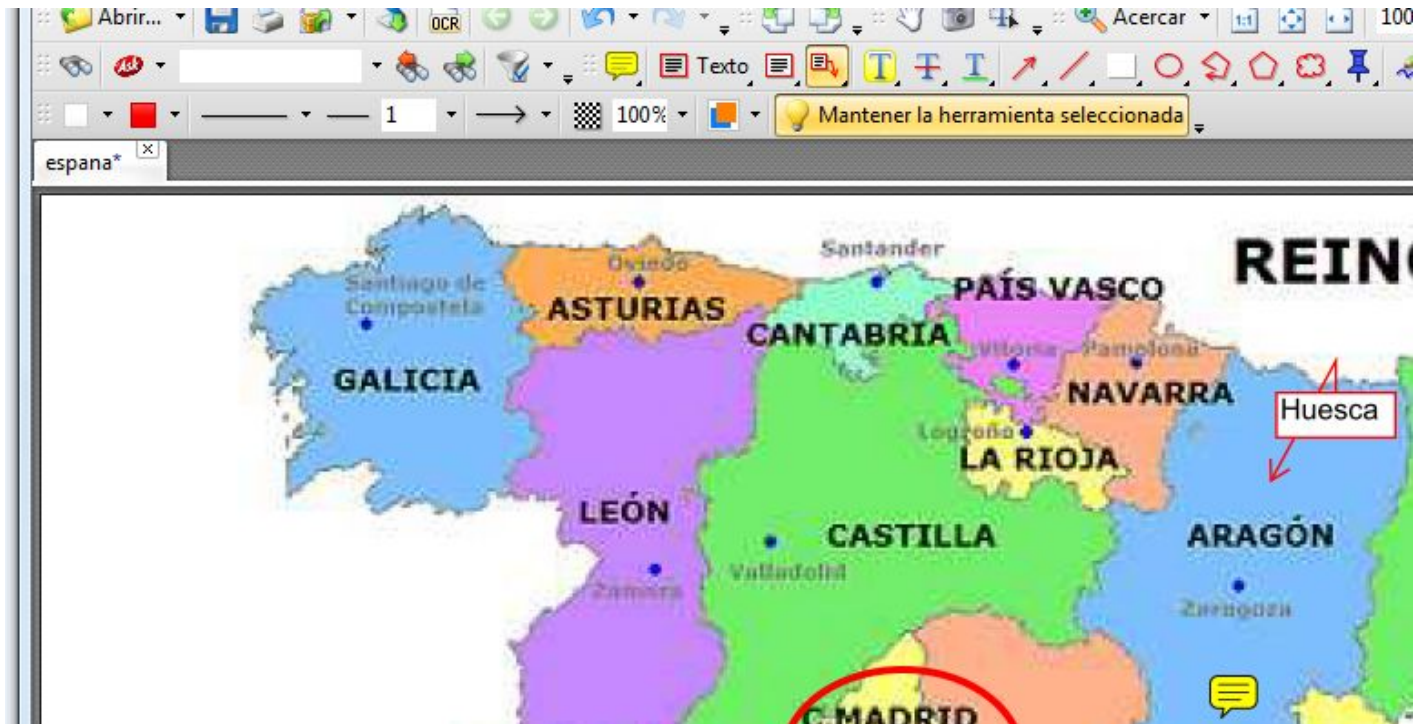 Abrir...
OCR
Acercar
1:1
100
Ask
Texto
T
T
T
1
100%
Mantener la herramienta seleccionada
espana*
REIN
Santander
Oviedo
PAÍS VASCO
Santiago de
Compostela
ASTURIAS
CANTABRIA
Vitoria
Pamplona
GALICIA
NAVARRA
Huesca
Logroño
LA RIOJA
LEÓN
CASTILLA
ARAGÓN
Valladolid
Zamora
Zaragoza
C.MADRID